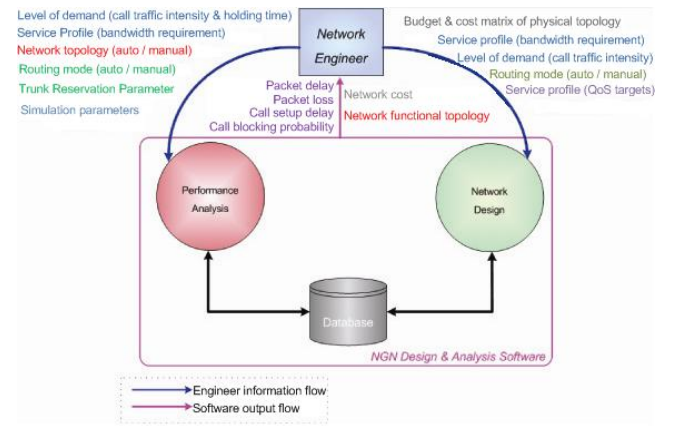 Level of demand (call traffic intensity & holding time)
Service Profile (bandwidth requirement)
Network topology (auto / manual)
Routing mode (auto / manual)
Trunk Reservation Parameter
Simulation parameters
Network
Engineer
Budget & cost matrix of physical topology
Service profile (bandwidth requirement)
Level of demand (call traffic intensity)
Routing mode (auto / manual)
Service profile (QoS targets)
Packet delay
Packet loss
Call setup delay
Call blocking probability
Network cost
Network functional topology
Performance
Analysis
Network
Design
Database
NGN Design & Analysis Software
Engineer information flow
Software output flow